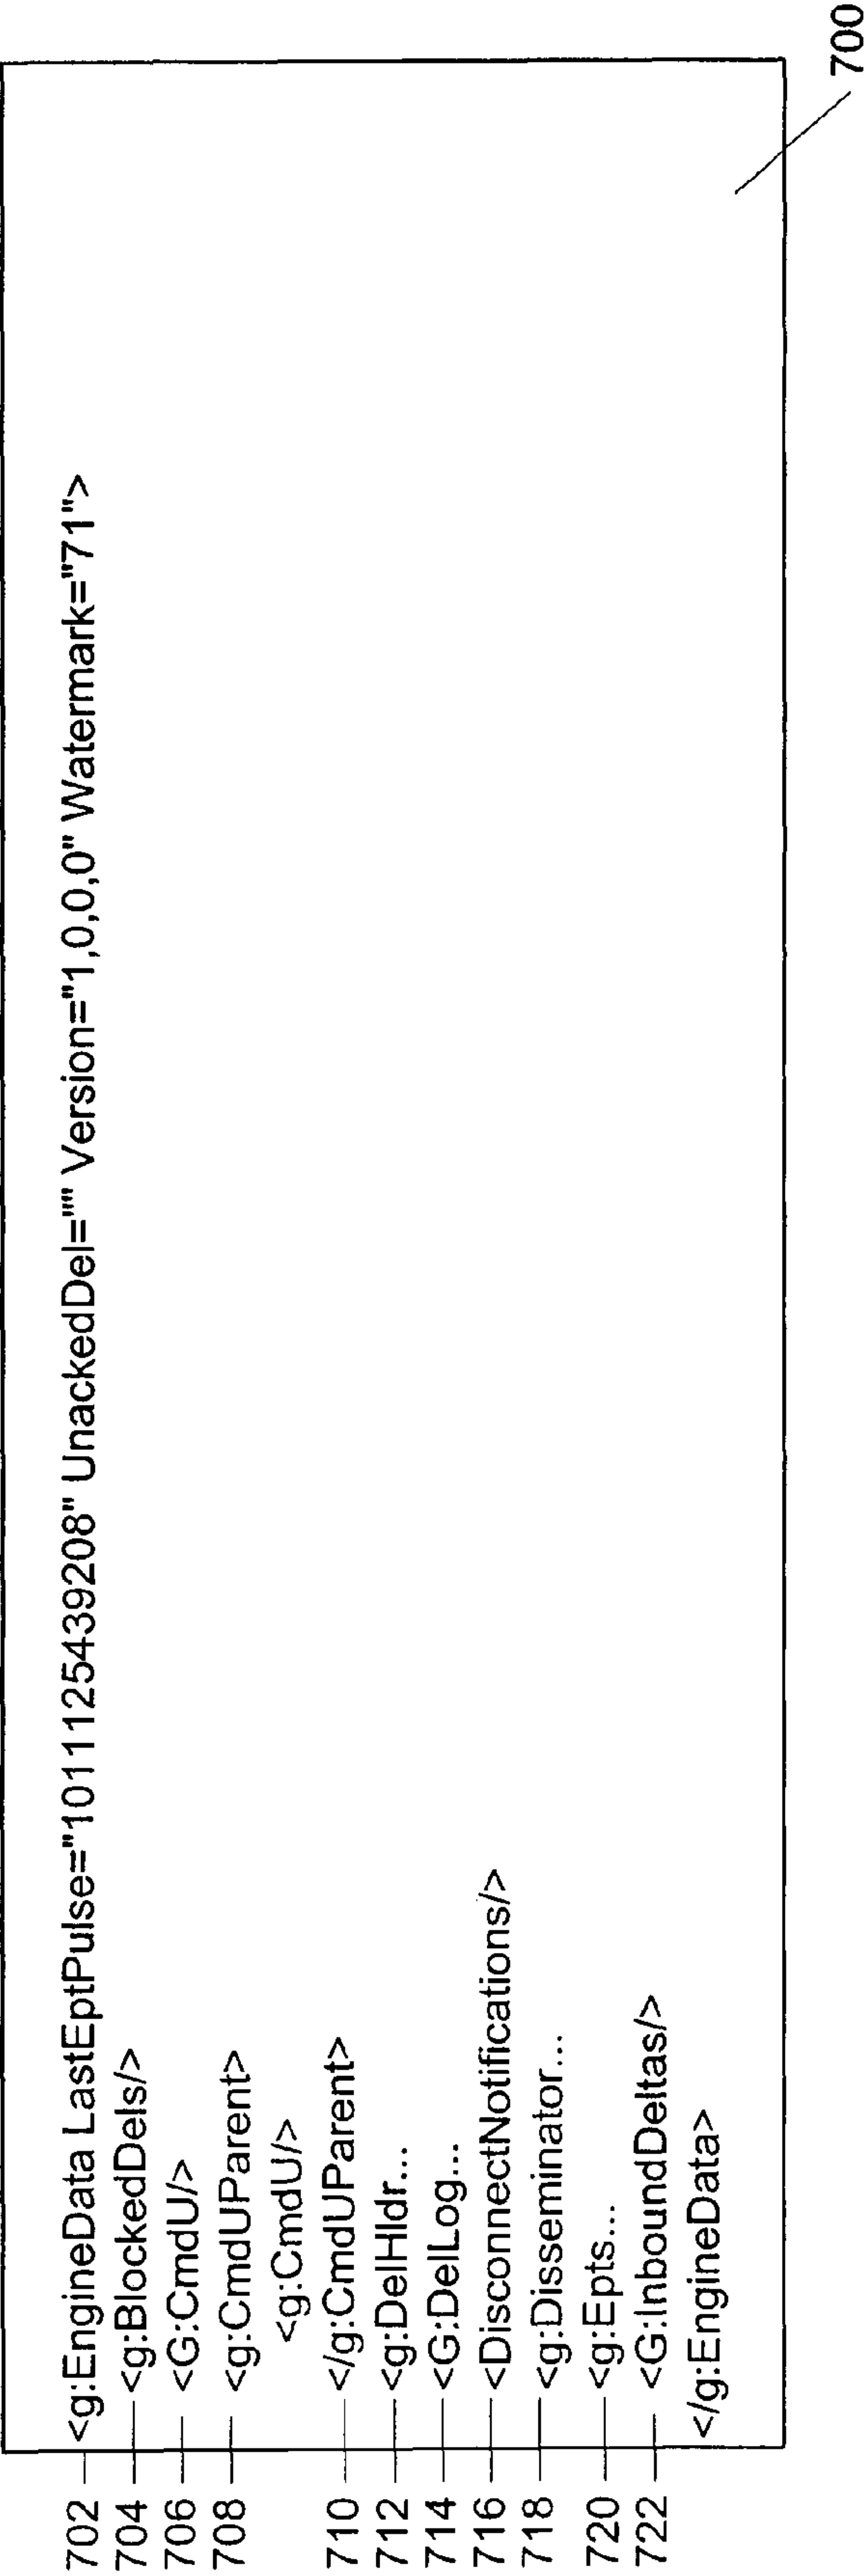 702 <g:EngineData LastEptPulse="1011125439208" UnackedDel="" Version="1,0,0,0" Watermark="71">
704 <g:BlockedDels/>
706 <G:CmdU/>
708 <g:CmdUParent>
<g:CmdU/>
710 </g:CmdUParent>
712 <g:DelHldr...
714 <G:DelLog...
716 <DisconnectNotifications/>
718 <g:Disseminator...
720 <g:Epts...
722 <G:InboundDeltas/>
</g:EngineData>
700